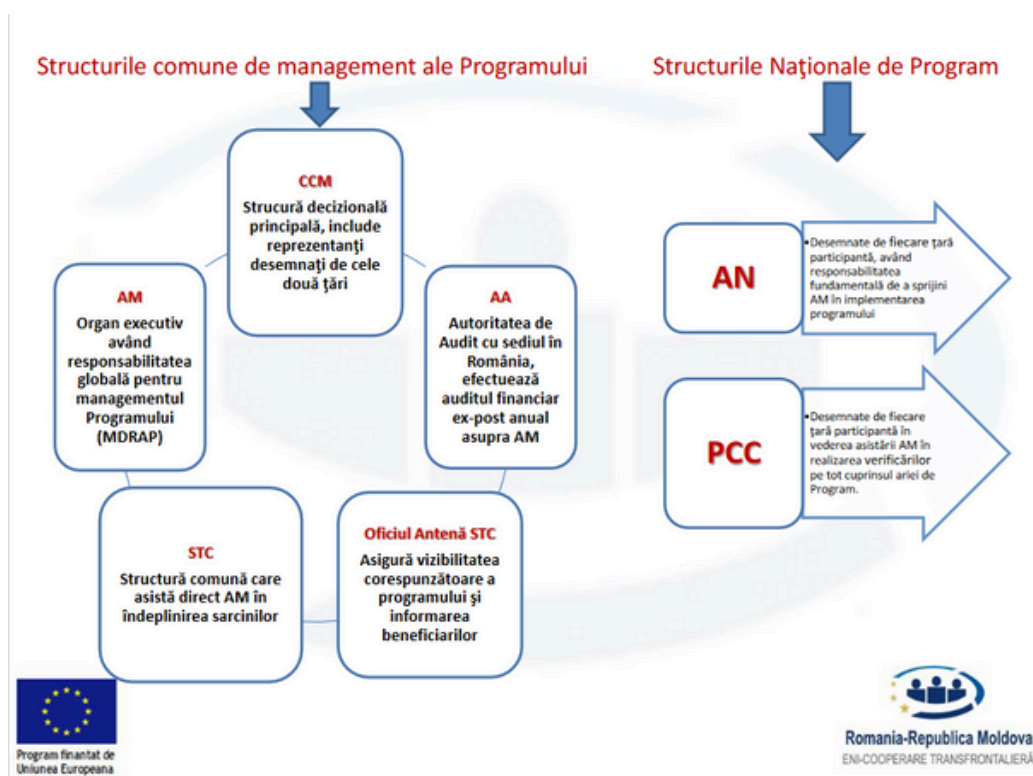 Structurile comune de management ale Programului
Structurile Naţionale de Program
CCM
Strucură decizională
principală, include
reprezentanţi
desemnaţi de cele
două ţări
AM
Organ executiv
având
responsabilitatea
globală pentru
managementul
Programului
(MDRAP)
AA
Autoritatea de
Audit cu sediul în
România,
efectuează
auditul financiar
ex-post anual
asupra AM
STC
Structură comună care
asistă direct AM în
îndeplinirea sarcinilor
Oficiul Antenă STC
Asigură vizibilitatea
corespunzătoare a
programului şi
informarea
beneficiarilor
AN
•Desemnate de fiecare ţară
participantă, având
responsabilitatea
fundamentală de a sprijini
AM în implementarea
programului
PCC
•Desemnate de fiecare
ţară participantă în
vederea asistării AM în
realizarea verificărilor
pe tot cuprinsul ariei de
Program.
Program finantat de
Uniunea Europeana
Romania-Republica Moldova
ENI-COOPERARE TRANSFRONTALIERĂ